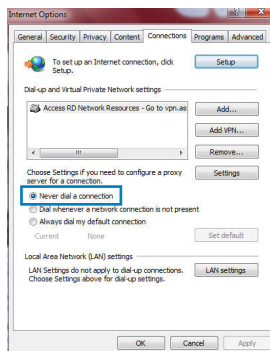 Internet Options
General Security Privacy Content Connections Programs Advanced
To set up an Internet connection, click
Setup.
Setup
Dial-up and Virtual Private Network settings
Access RD Network Resources - Go to vpn.as
Add...
Add VPN...
Remove...
Choose Settings if you need to configure a proxy
server for a connection.
Settings
Never dial a connection
Dial whenever a network connection is not present
Always dial my default connection
Current None
Set default
Local Area Network (LAN) settings
LAN Settings do not apply to dial-up connections.
Choose Settings above for dial-up settings.
LAN settings
OK Cancel Apply